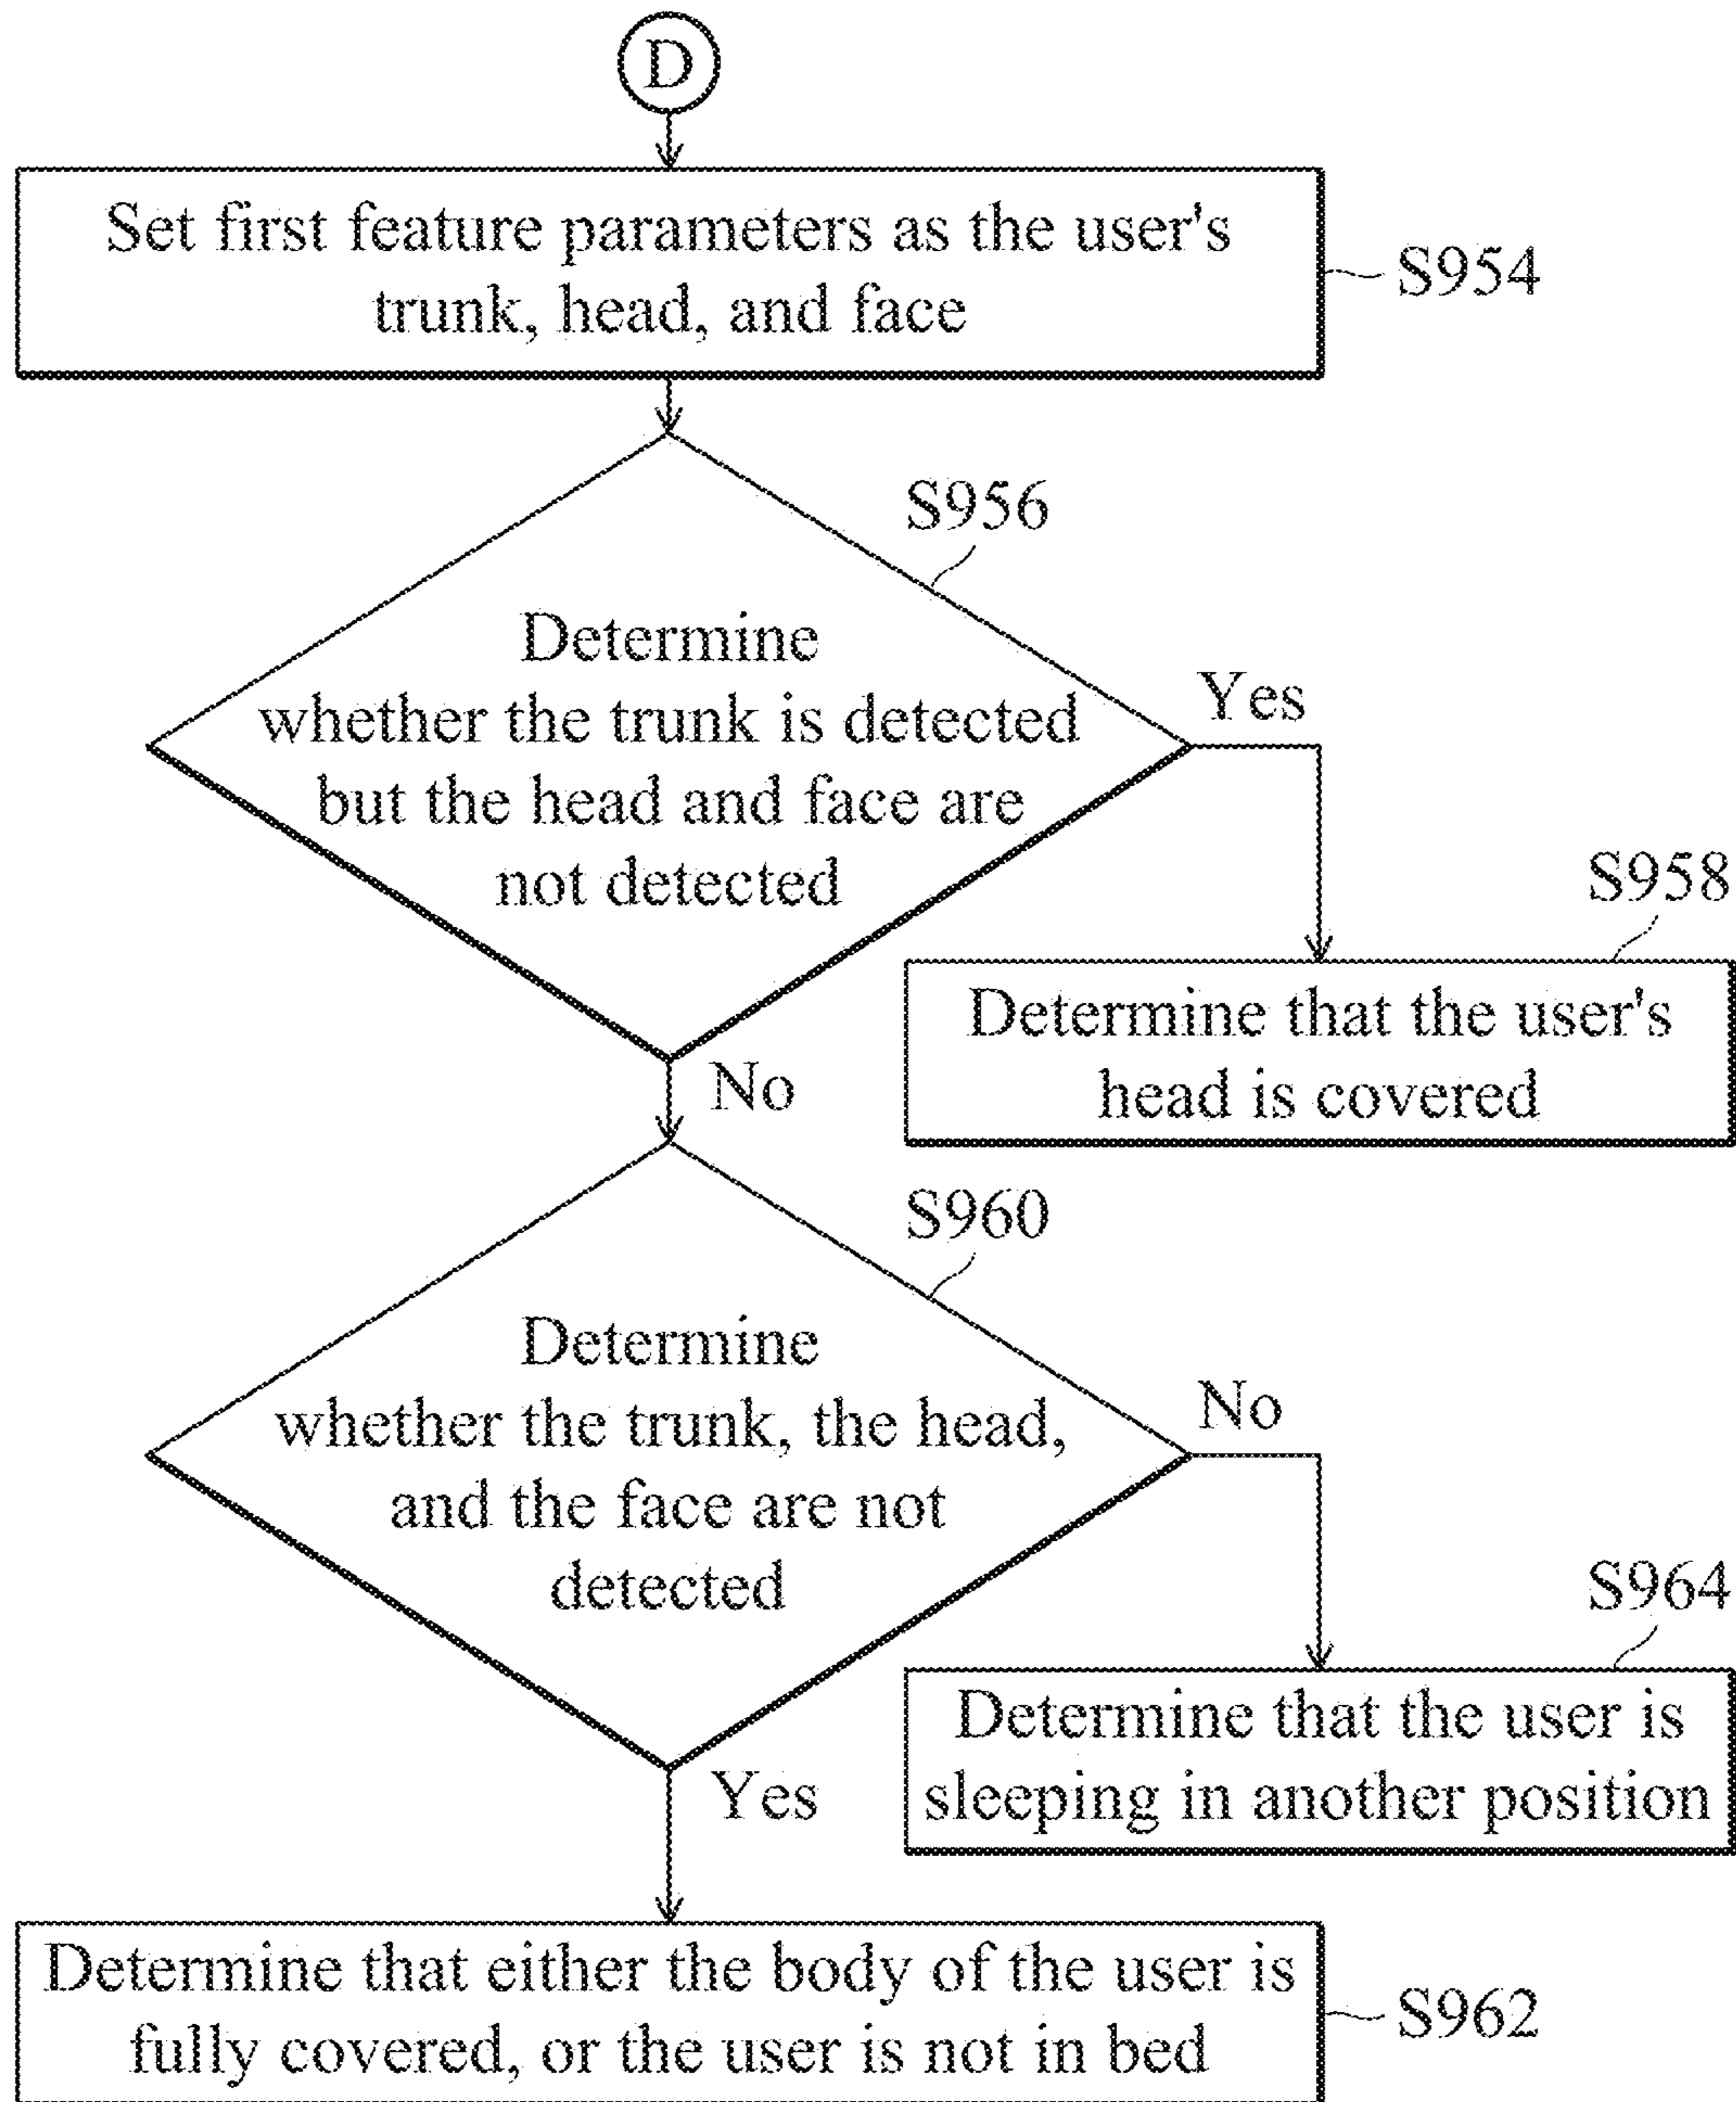 D
Set first feature parameters as the user's
trunk, head, and face
S954
S956
Determine
whether the trunk is detected
but the head and face are
not detected
Yes
No
S958
Determine that the user's
head is covered
S960
Determine
whether the trunk, the head,
and the face are not
detected
No
Yes
S964
Determine that the user is
sleeping in another position
Determine that either the body of the user is
fully covered, or the user is not in bed
S962